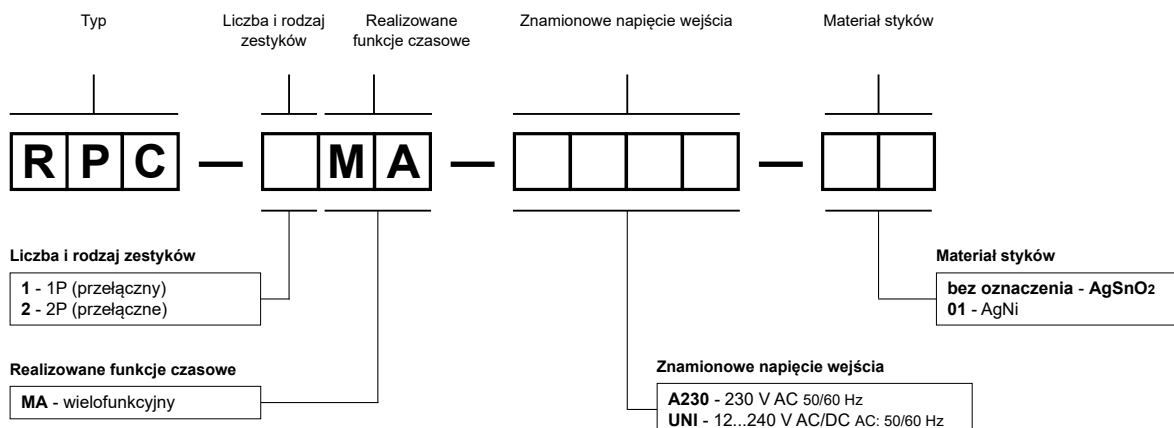 Typ
Liczba i rodzaj
zestyków
Realizowane
funkcje czasowe
Znamionowe napięcie wejścia
Materiał styków
RPC — MA — —
Liczba i rodzaj zestyków
1 - 1P (przełączny)
2 - 2P (przełączne)
Realizowane funkcje czasowe
MA - wielofunkcyjny
Materiał styków
bez oznaczenia - AgSnO2
01 - AgNi
Znamionowe napięcie wejścia
A230 - 230 V AC 50/60 Hz
UNI - 12...240 V AC/DC AC: 50/60 Hz